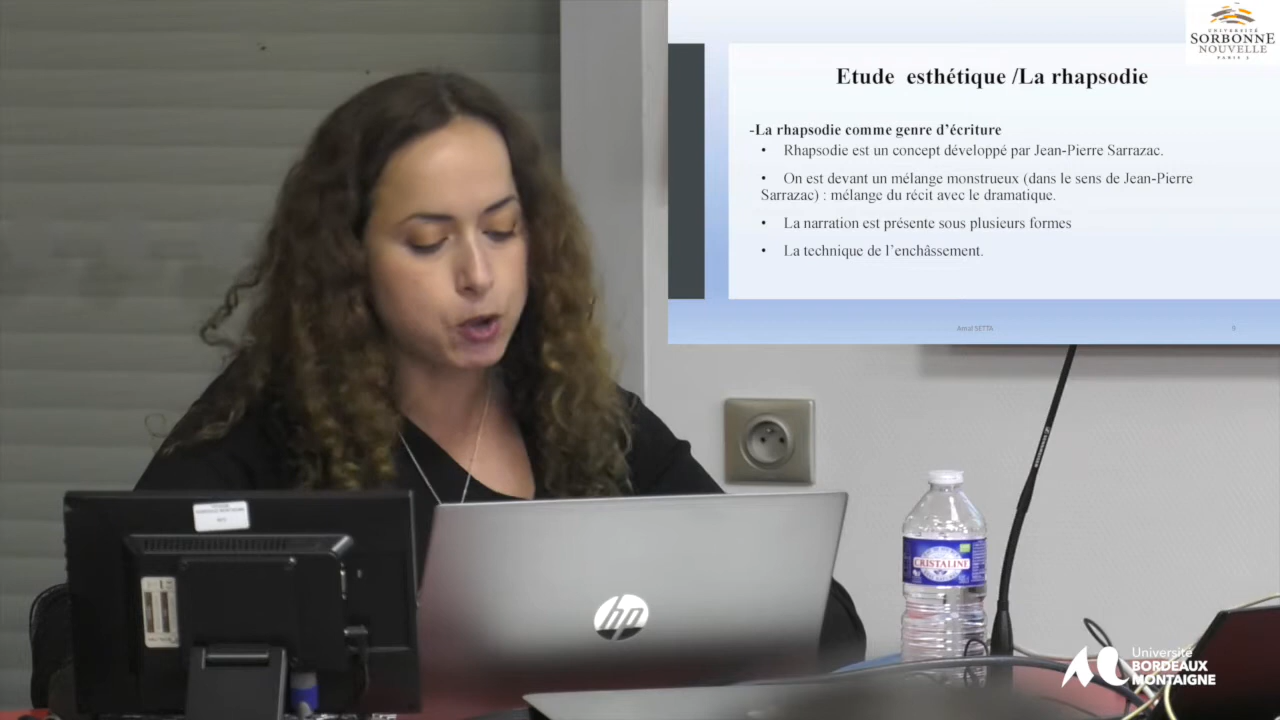 UNIVERSITÉ
SORBONNE
NOUVELLE
PARIS 3
Etude esthétique /La rhapsodie
-La rhapsodie comme genre d’écriture
• Rhapsodie est un concept développé par Jean-Pierre Sarrazac.
• On est devant un mélange monstrueux (dans le sens de Jean-Pierre
Sarrazac) : mélange du récit avec le dramatique.
• La narration est présente sous plusieurs formes
• La technique de l’enchâssement.
Amal SETTA
9
CRISTALINE
hp
Université
BORDEAUX
MONTAIGNE